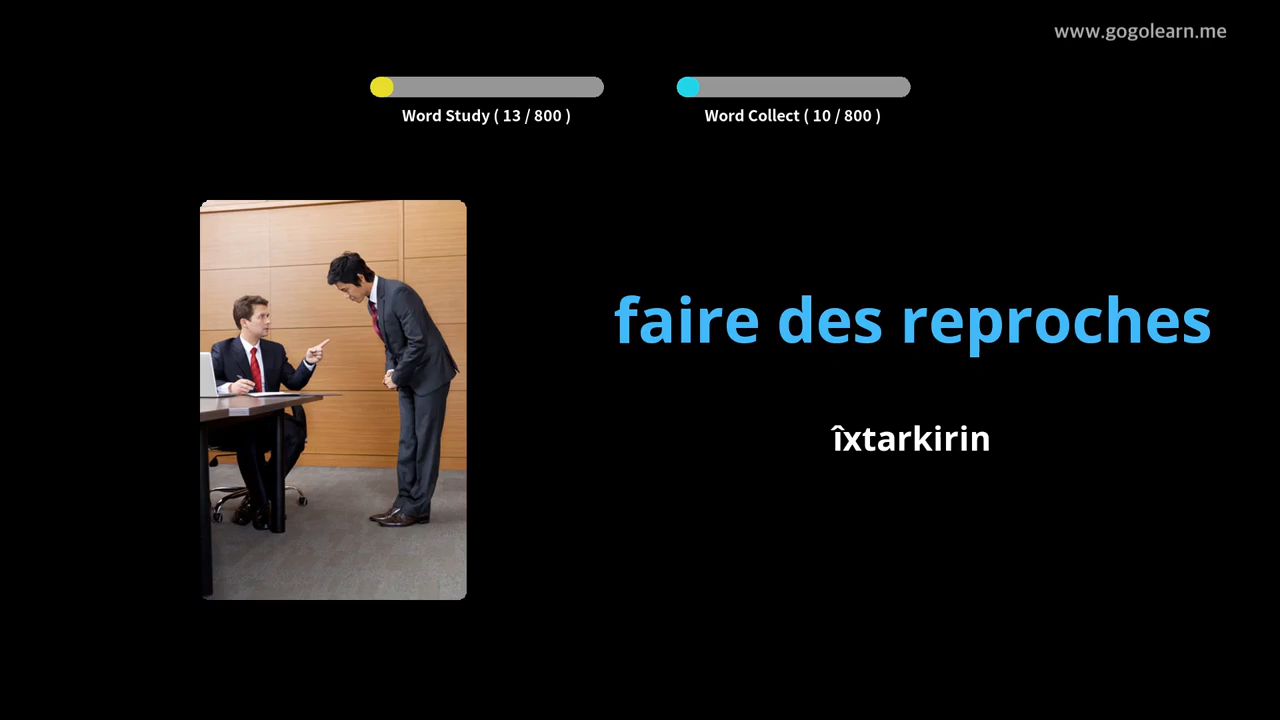 www.gogolearn.me
Word Study ( 13 / 800 )
Word Collect ( 10 / 800 )
faire des reproches
îxtarkirin